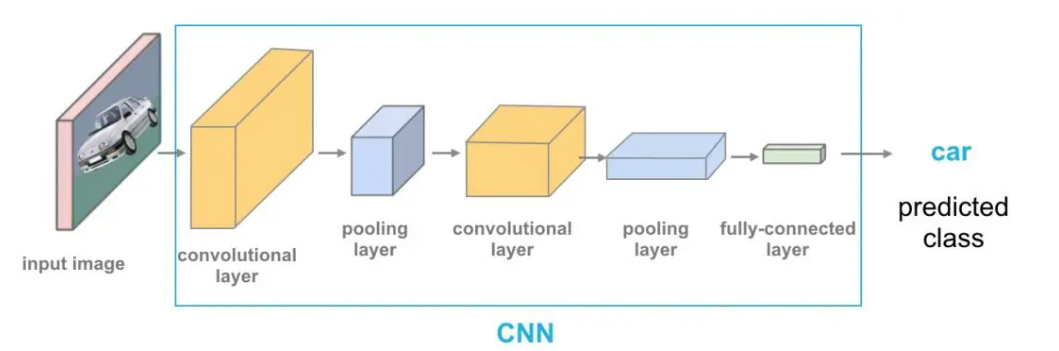 input image
convolutional
layer
pooling
layer
convolutional
layer
pooling
layer
fully-connected
layer
car
predicted
class
CNN